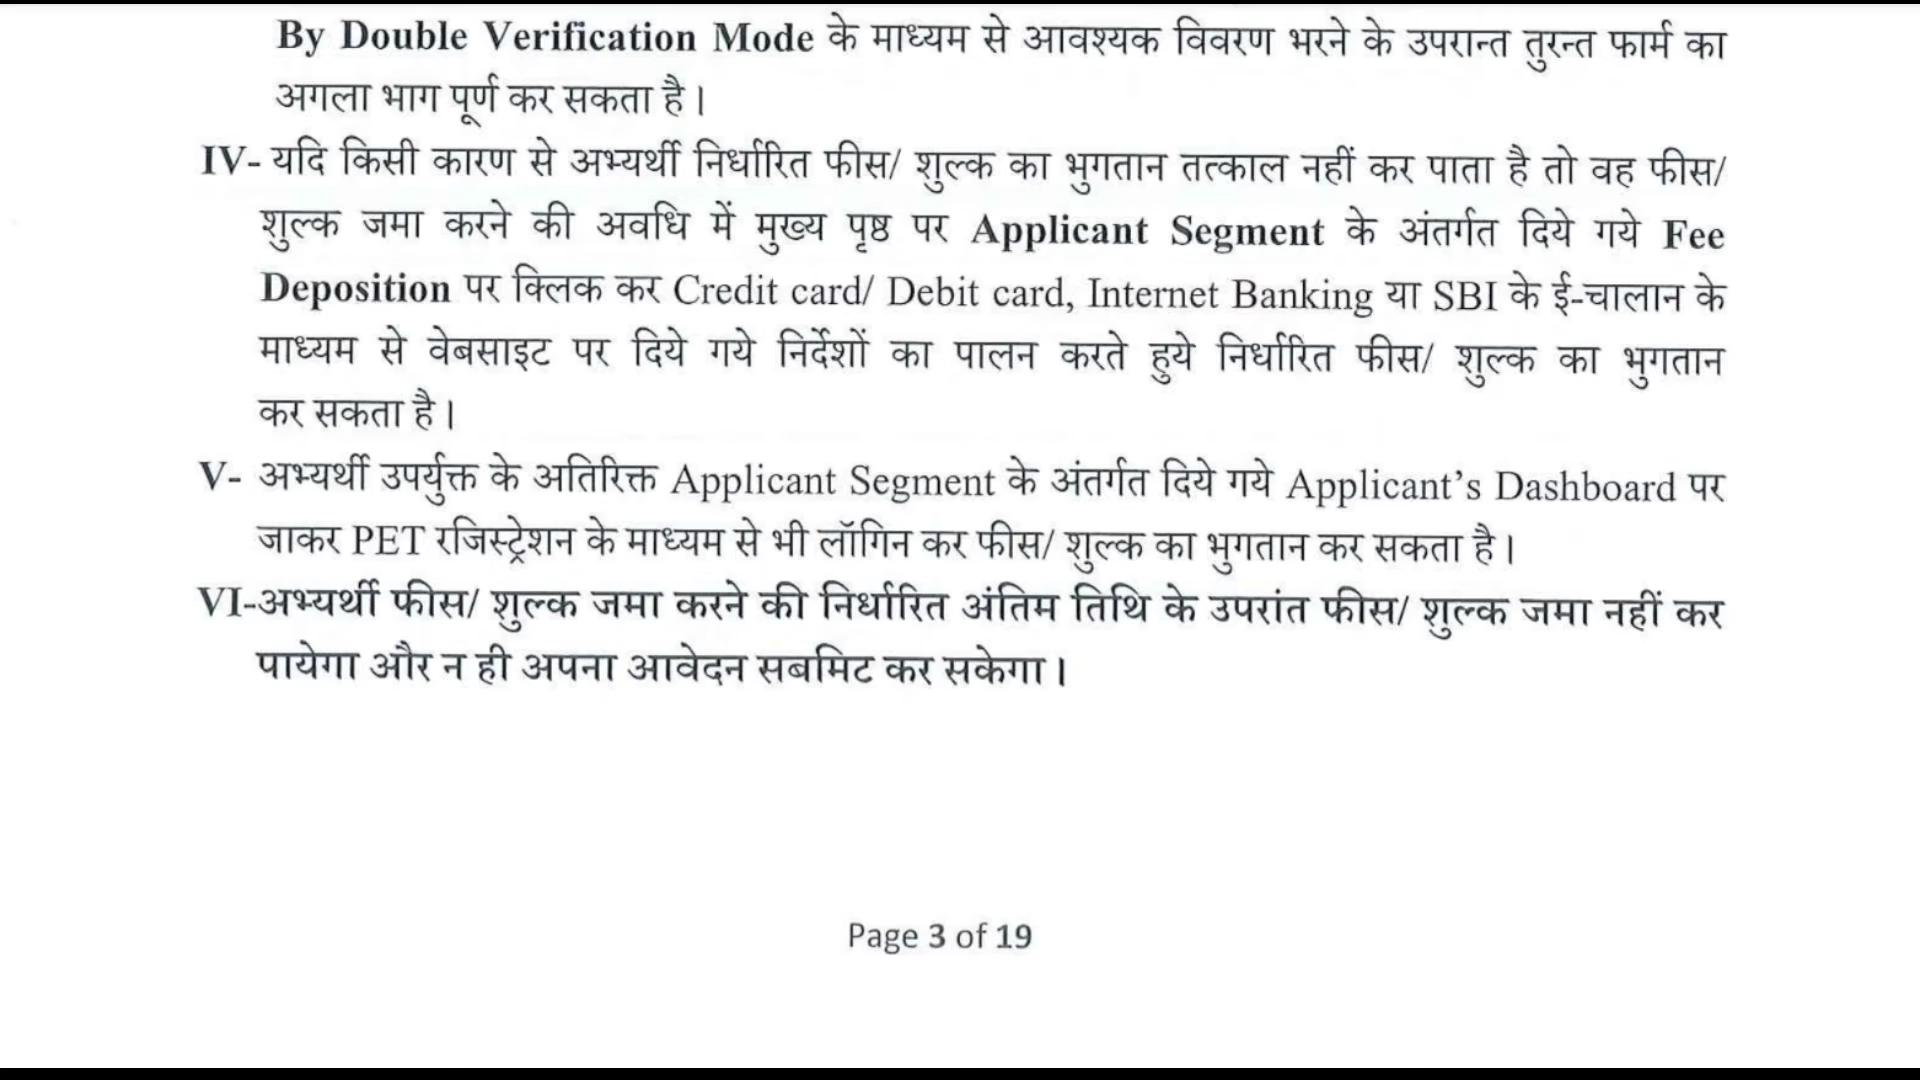 By Double Verification Mode के माध्यम से आवश्यक विवरण भरने के उपरान्त तुरन्त फार्म का
अगला भाग पूर्ण कर सकता है।
IV- यदि किसी कारण से अभ्यर्थी निर्धारित फीस/ शुल्क का भुगतान तत्काल नहीं कर पाता है तो वह फीस/
शुल्क जमा करने की अवधि में मुख्य पृष्ठ पर Applicant Segment के अंतर्गत दिये गये Fee
Deposition पर क्लिक कर Credit card/ Debit card, Internet Banking या SBI के ई-चालान के
माध्यम से वेबसाइट पर दिये गये निर्देशों का पालन करते हुये निर्धारित फीस/ शुल्क का भुगतान
कर सकता है।
V- अभ्यर्थी उपर्युक्त के अतिरिक्त Applicant Segment के अंतर्गत दिये गये Applicant's Dashboard पर
जाकर PET रजिस्ट्रेशन के माध्यम से भी लॉगिन कर फीस/ शुल्क का भुगतान कर सकता है।
VI-अभ्यर्थी फीस/ शुल्क जमा करने की निर्धारित अंतिम तिथि के उपरांत फीस/ शुल्क जमा नहीं कर
पायेगा और न ही अपना आवेदन सबमिट कर सकेगा।
Page 3 of 19